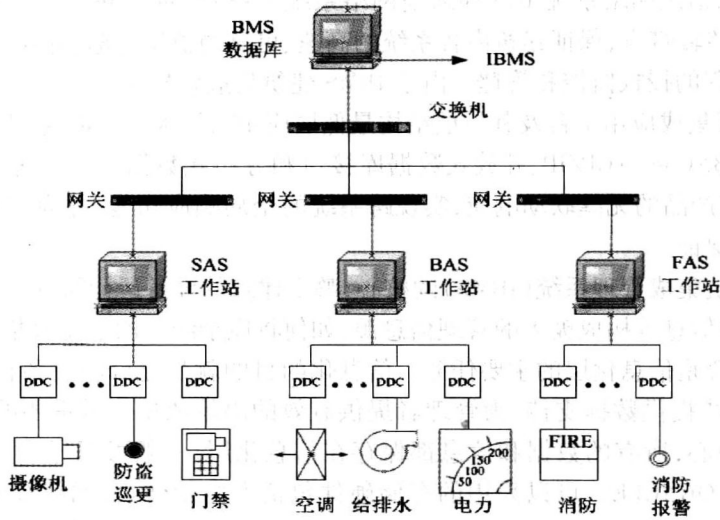 BMS
数据库
IBMS
交换机
网关
网关
网关
SAS
工作站
BAS
工作站
FAS
工作站
DDC
DDC
DDC
DDC
DDC
DDC
DDC
DDC
摄像机
防盗
巡更
门禁
空调
给排水
50
100
150
200
电力
FIRE
消防
消防
报警